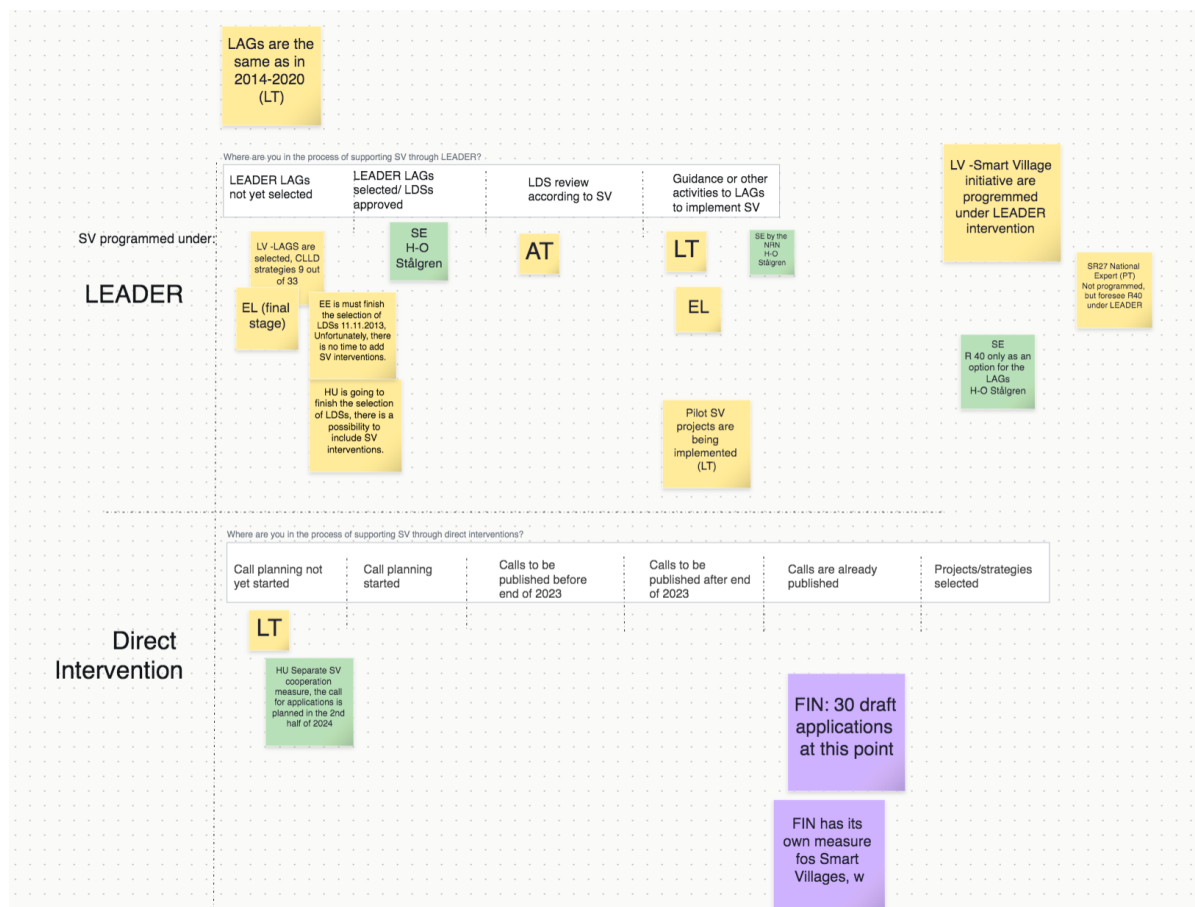 LAGs are the
same as in
2014-2020
(LT)
Where are you in the process of supporting SV through LEADER?
LEADER LAGs
not yet selected
LEADER LAGs
selected/ LDSs
approved
LDS review
according to SV
Guidance or other
activities to LAGs
to implement SV
LV -Smart Village
initiative are
progremmed
under LEADER
intervention
SV programmed under:
LEADER
LV -LAGS are
selected, CLLD
strategies 9 out
of 33
SE
H-O
Stålgren
AT
LT
SE by the
NRN
H-O
Stålgren
SR27 National
Expert (PT)
Not programmed,
but foresee R40
under LEADER
EL (final
stage)
EE is must finish
the selection of
LDSs 11.11.2013,
Unfortunately, there
is no time to add
SV interventions.
EL
SE
R 40 only as an
option for the
LAGs
H-O Stålgren
HU is going to
finish the selection
of LDSs, there is a
possibility to
include SV
interventions.
Pilot SV
projects are
being
implemented
(LT)
Where are you in the process of supporting SV through direct interventions?
Call planning not
yet started
Call planning
started
Calls to be
published before
end of 2023
Calls to be
published after end
of 2023
Calls are already
published
Projects/strategies
selected
Direct
Intervention
LT
HU Separate SV
cooperation
measure, the call
for applications is
planned in the 2nd
half of 2024
FIN: 30 draft
applications
at this point
FIN has its
own measure
fos Smart
Villages, w